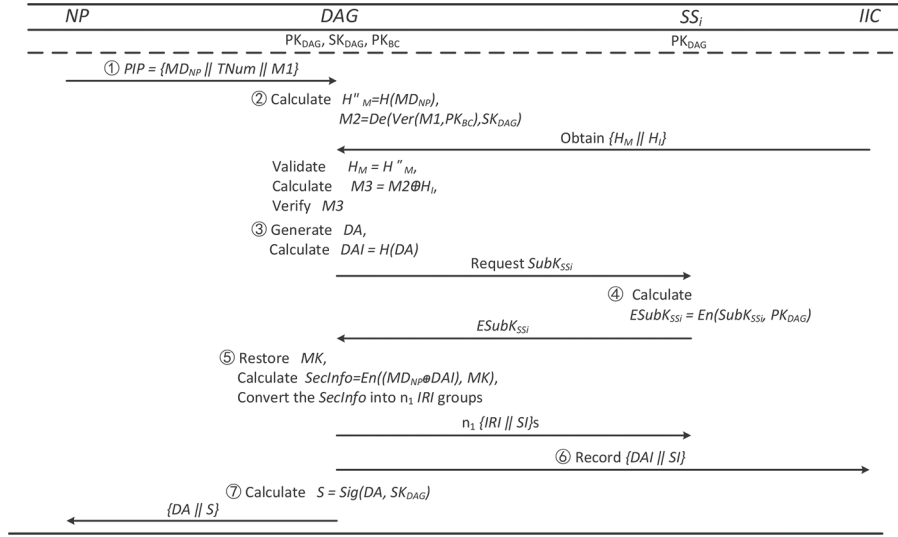 NP DAG SSi IIC
PKDAG, SKDAG, PKBC PKDAG
① PIP = {MDNP || TNum || M1}
② Calculate H"M=H(MDNP),
M2=De(Ver(M1,PKBC),SKDAG)
Obtain {HM || HI}
Validate HM = H"M,
Calculate M3 = M2⊕HI,
Verify M3
③ Generate DA,
Calculate DAI = H(DA)
Request SubKSSi
④ Calculate
ESubKSSi = En(SubKSSi, PKDAG)
ESubKSSi
⑤ Restore MK,
Calculate SecInfo=En((MDNP⊕DAI), MK),
Convert the SecInfo into n1 IRI groups
n1 {IRI || SI}s
⑥ Record {DAI || SI}
⑦ Calculate S = Sig(DA, SKDAG)
{DA || S}